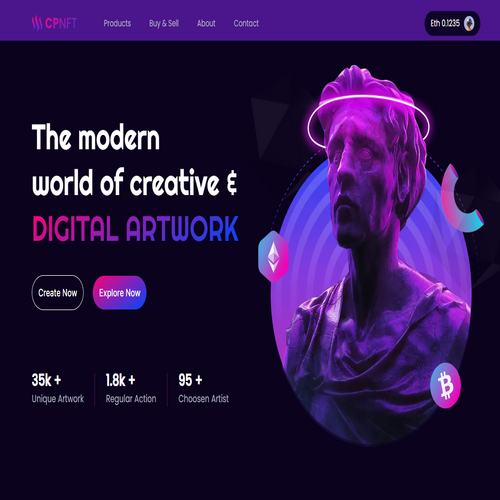 CPNFT Products Buy & Sell About Contact Eth 0.1235
The modern
world of creative &
DIGITAL ARTWORK
Create Now Explore Now
35k + 1.8k + 95 +
Unique Artwork Regular Action Choosen Artist